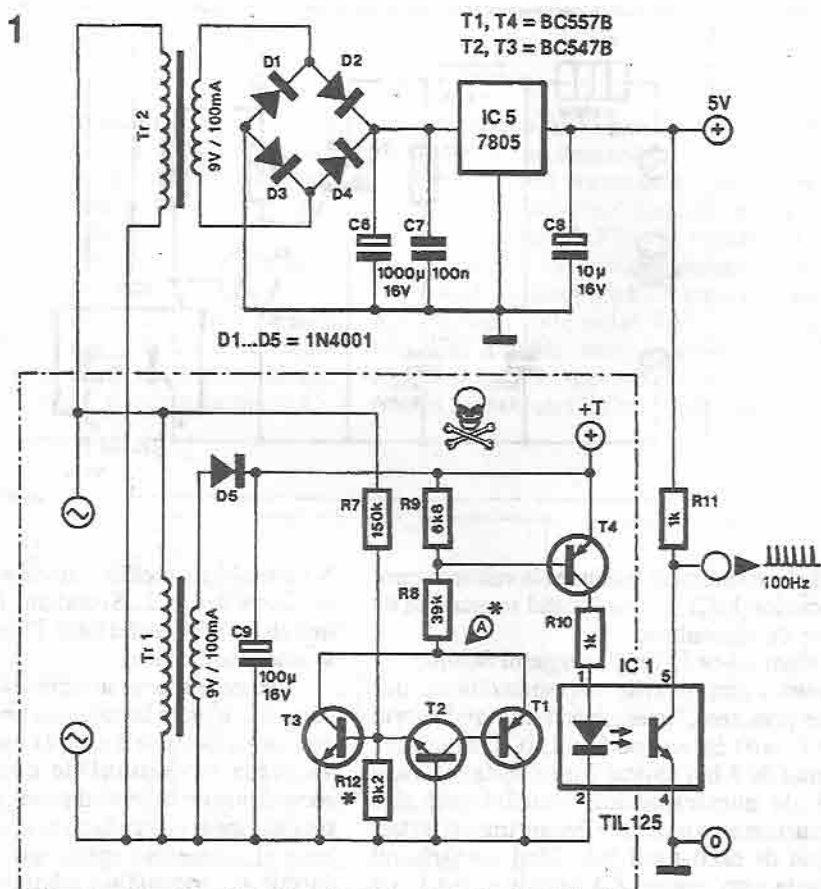 1
T1, T4 = BC557B
T2, T3 = BC547B
Tr 2
9V / 100mA
D1
D2
D3
D4
IC 5
7805
5V
C6
1000µ
16V
C7
100n
C8
10µ
16V
D1...D5 = 1N4001
+T
D5
R7
150k
R9
6k8
T4
R11
1k
100Hz
R8
39k
A
*
R10
1k
Tr 1
9V / 100mA
C9
100µ
16V
IC 1
1
5
T3
T2
T1
R12
*
8k2
2
4
TIL 125
0